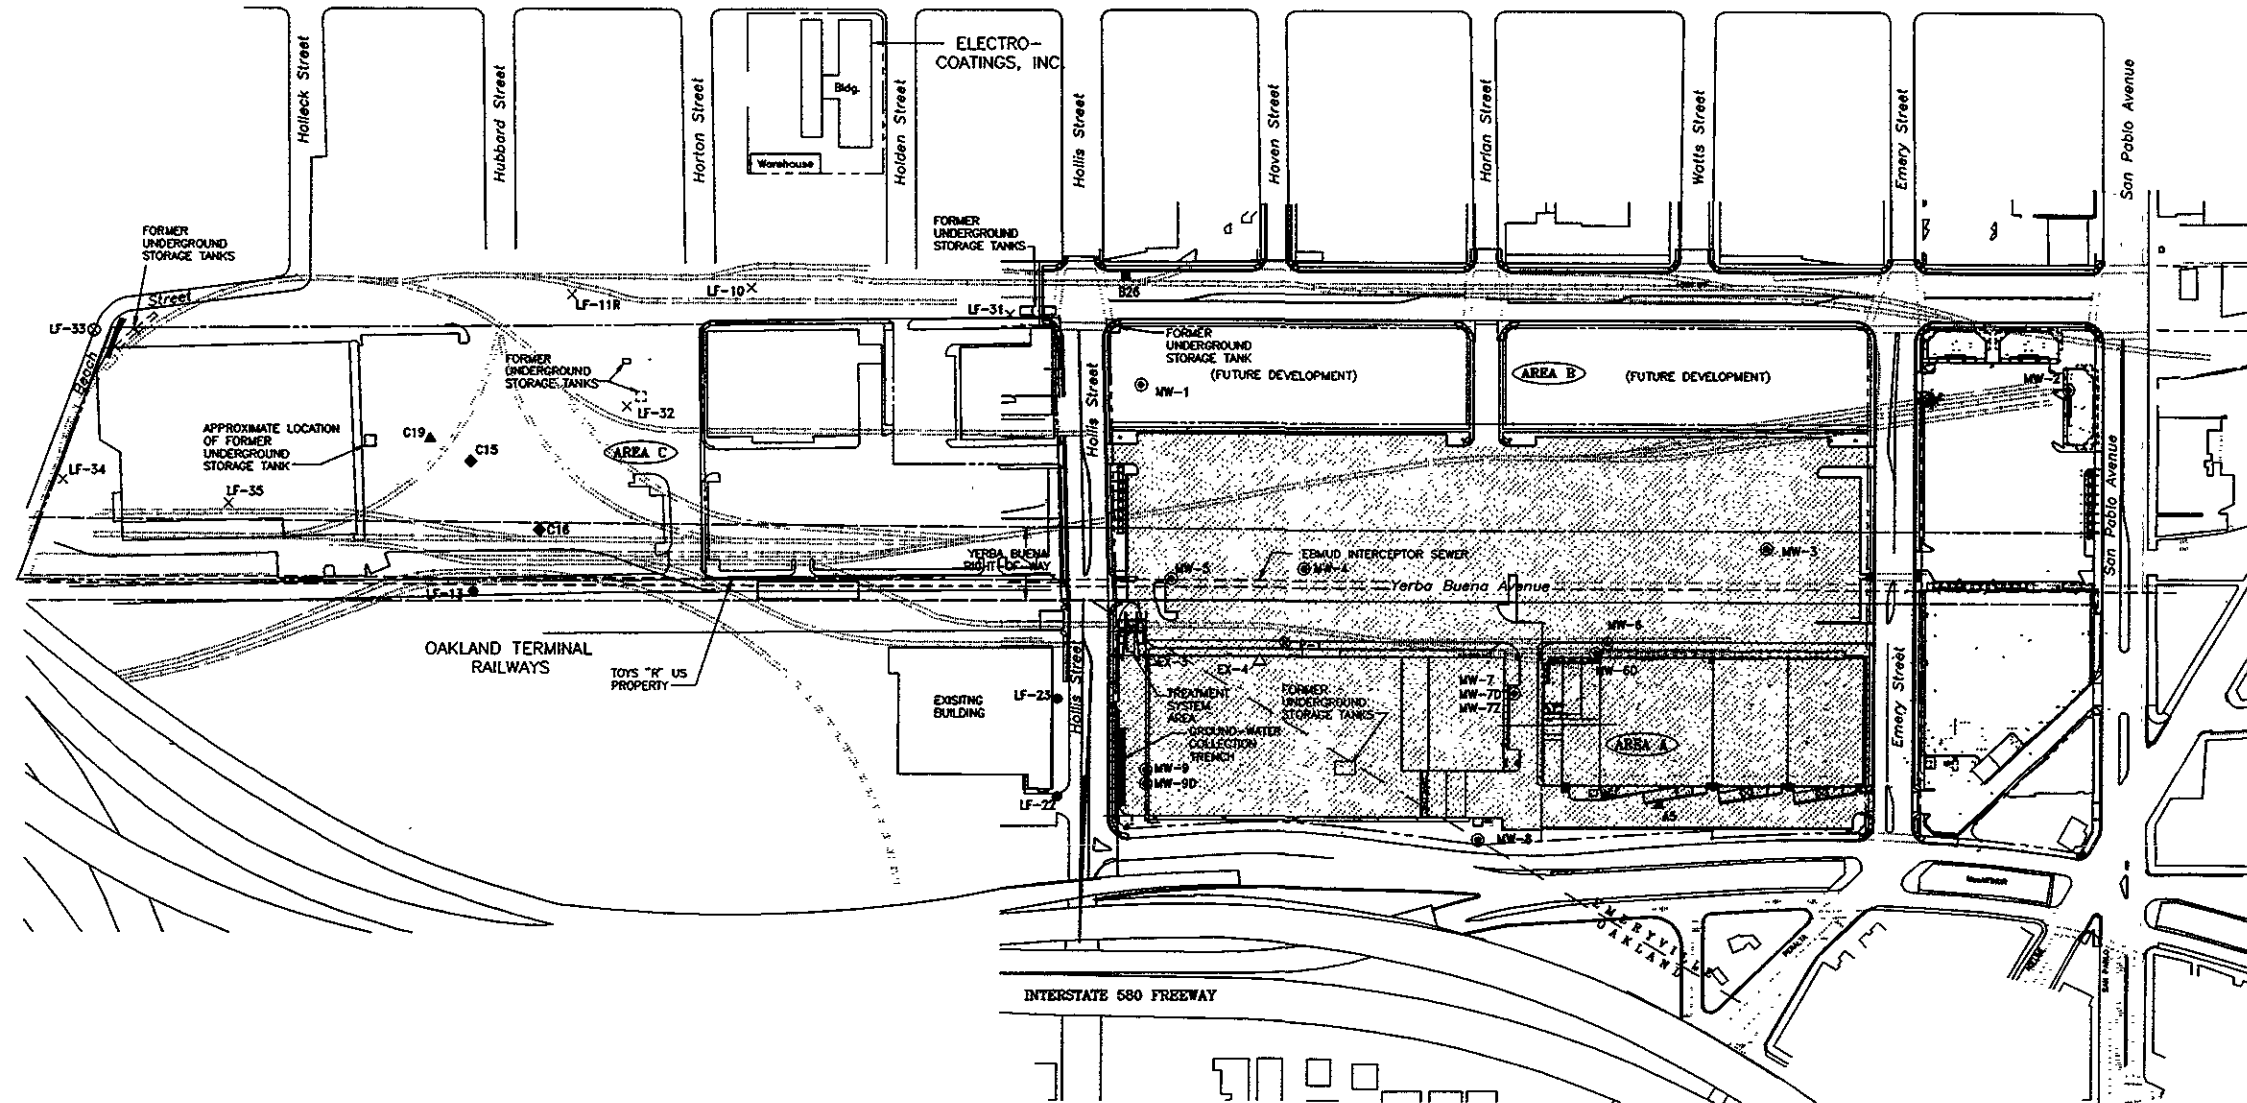 ELECTRO-
COATINGS, INC.
Bldg.
Warehouse
Halleck Street
Hubbard Street
Horton Street
Holden Street
Hollis Street
Haven Street
Harlan Street
Watts Street
Emery Street
San Pablo Avenue
FORMER
UNDERGROUND
STORAGE TANKS
FORMER
UNDERGROUND
STORAGE TANKS
LF-33
Beach
Street
LF-11R
LF-10
LF-31
B26
FORMER
UNDERGROUND
STORAGE TANK
(FUTURE DEVELOPMENT)
AREA B
(FUTURE DEVELOPMENT)
MW-1
MW-2
FORMER
UNDERGROUND
STORAGE TANKS
LF-32
APPROXIMATE LOCATION
OF FORMER
UNDERGROUND
STORAGE TANK
C19
C15
AREA C
Hollis Street
San Pablo Avenue
LF-34
LF-35
C16
YERBA BUENA
RIGHT-OF-WAY
EBMUD INTERCEPTOR SEWER
MW-3
MW-5
MW-4
Yerba Buena Avenue
LF-13
OAKLAND TERMINAL
RAILWAYS
TOYS "R" US
PROPERTY
EXISITNG
BUILDING
LF-23
LF-22
Hollis Street
EX-4
MW-6
MW-6D
MW-7
MW-7D
MW-7Z
TREATMENT
SYSTEM
AREA
FORMER
UNDERGROUND
STORAGE TANKS
GROUND-WATER
COLLECTION
TRENCH
AREA A
Emery Street
MW-9
MW-9D
MW-8
EMERYVILLE
OAKLAND
PERALTA
SAN PABLO
INTERSTATE 580 FREEWAY